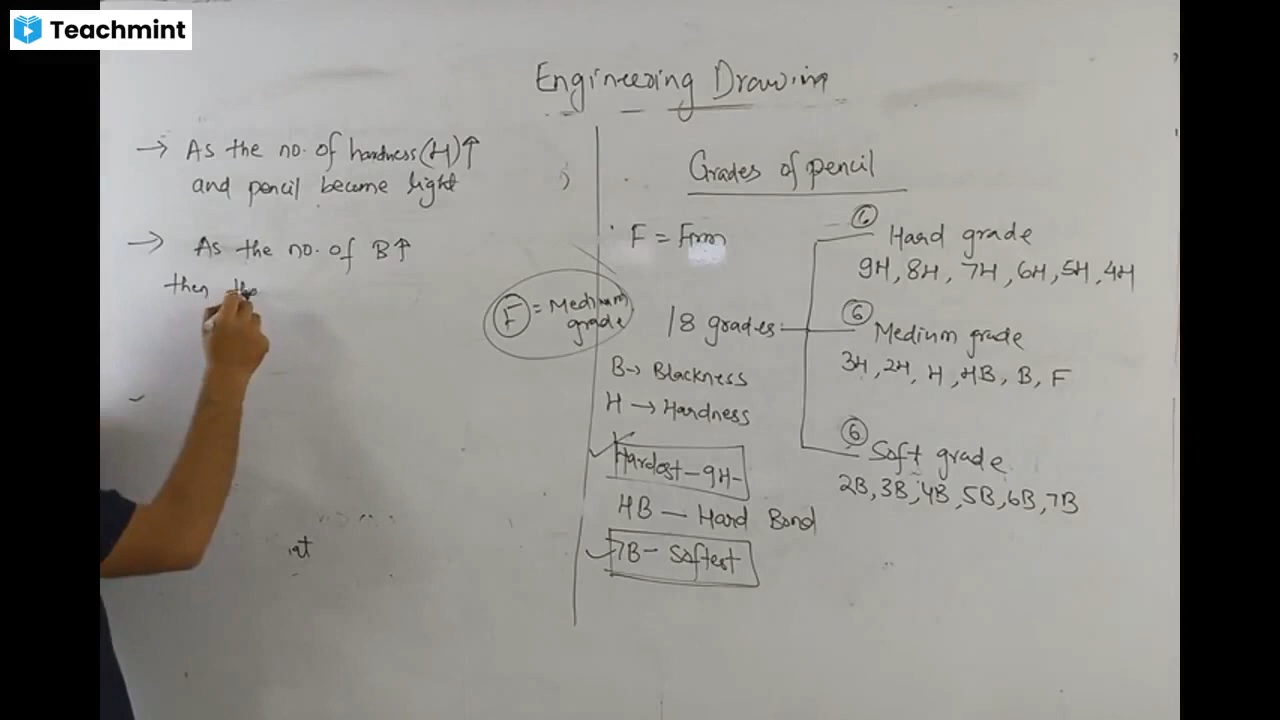 Teachmint
Engineering Drawing
→ As the no. of hardness (H)↑
and pencil become light
→ As the no. of B↑
then the
at
Grades of pencil
F = Firm
F = Medium
grade
18 grades
B → Blackness
H → Hardness
Hardest - 9H-
HB — Hard Bond
7B - Softest
6 Hard grade
9H, 8H, 7H, 6H, 5H, 4H
6 Medium grade
3H, 2H, H, HB, B, F
6 Soft grade
2B, 3B, 4B, 5B, 6B, 7B